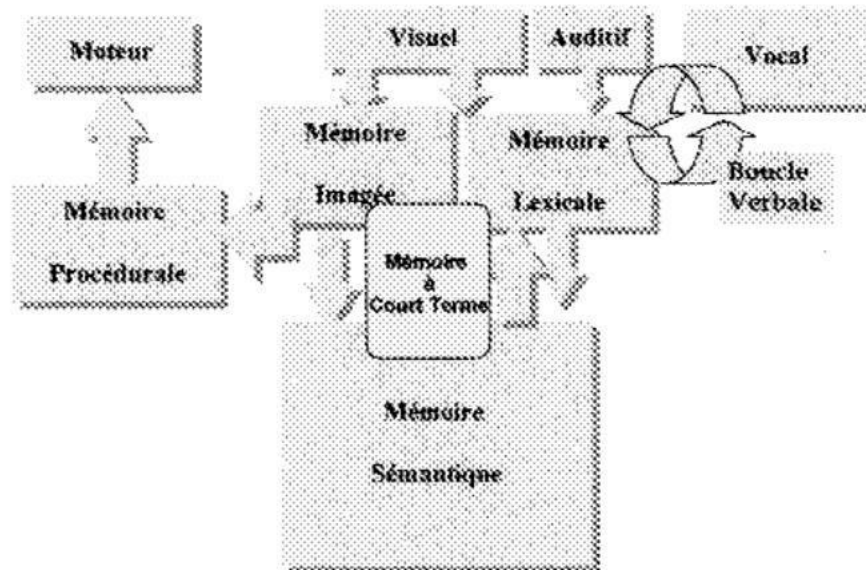 Moteur
Visuel
Auditif
Vocal
Mémoire
Imagée
Mémoire
Lexicale
Boucle
Verbale
Mémoire
Procédurale
Mémoire
à
Court Terme
Mémoire
Sémantique